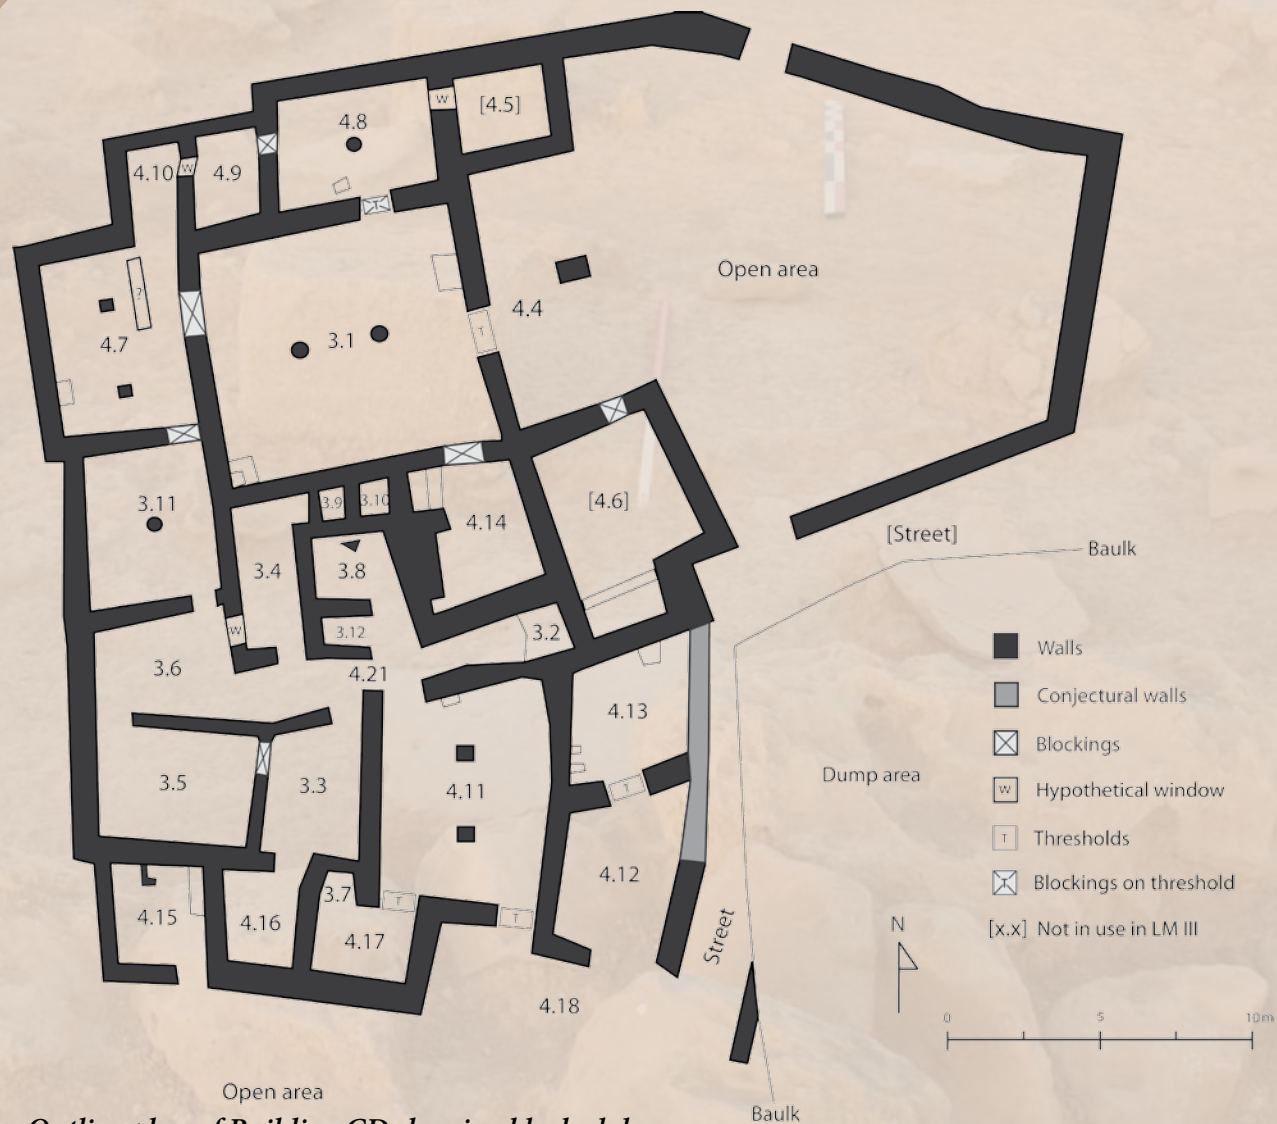 W
[4.5]
4.8
4.10
W
4.9
T
Open area
?
4.4
3.1
T
4.7
3.11
3.9
3.10
4.14
[4.6]
[Street]
Baulk
3.4
3.8
W
3.12
3.2
3.6
4.21
4.13
3.5
3.3
4.11
T
Dump area
4.12
3.7
T
T
4.15
4.16
4.17
Street
4.18
Open area
Baulk
Walls
Conjectural walls
Blockings
W Hypothetical window
T Thresholds
T Blockings on threshold
[x.x] Not in use in LM III
N
0 5 10m